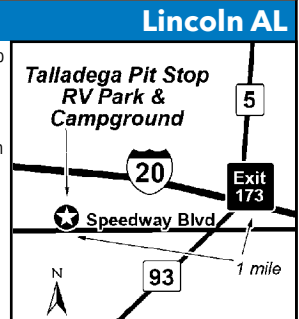 Lincoln AL
Talladega Pit Stop
RV Park &
Campground
5
20
Exit
173
Speedway Blvd
N
93
1 mile